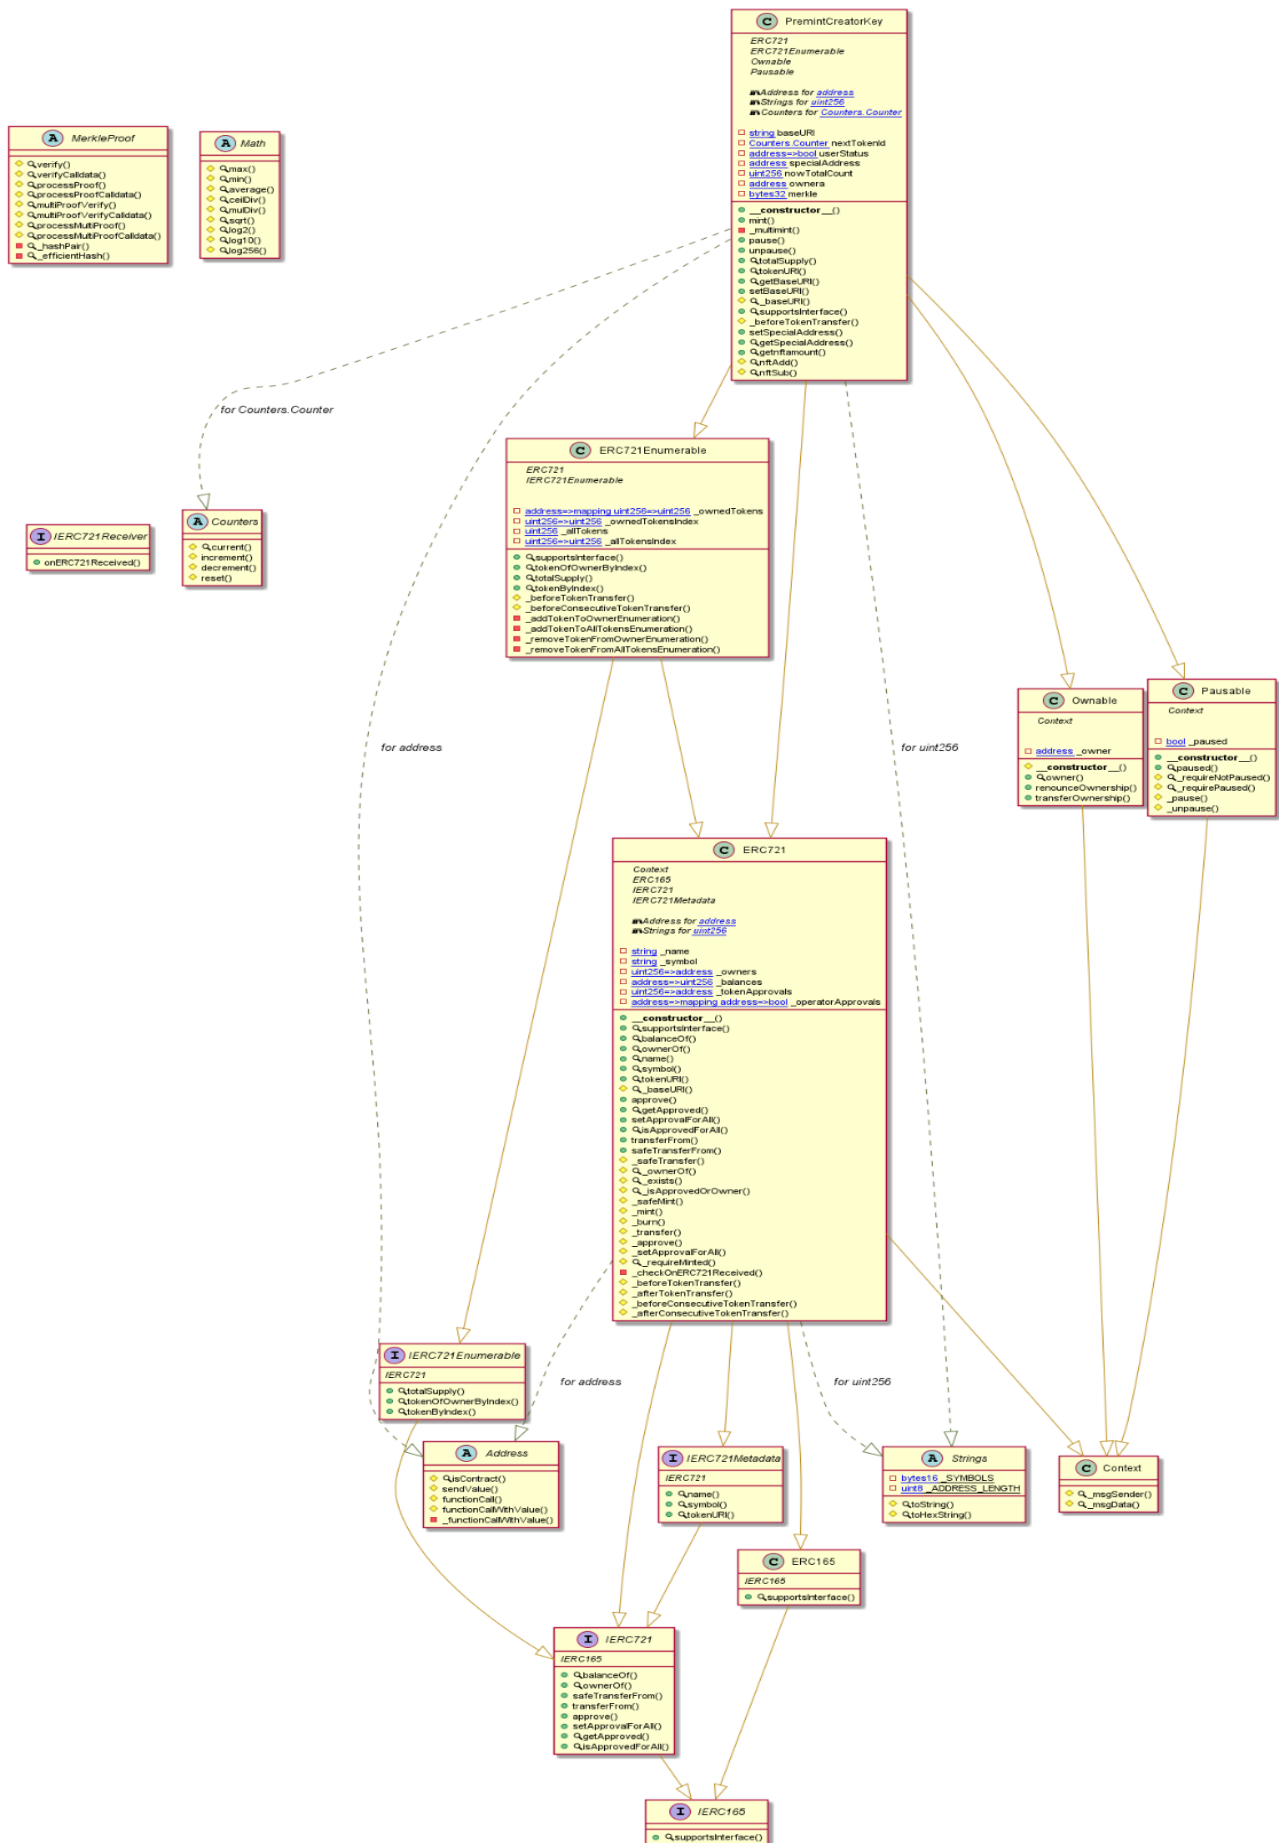 C PremintCreatorKey
ERC721
ERC721Enumerable
Ownable
Pausable
Address for address
Strings for uint256
Counters for Counters.Counter
string baseURI
Counters.Counter nextTokenId
address=>bool userStatus
address specialAddress
uint256 nowTotalCount
address ownera
bytes32 merkle
__constructor__()
mint()
_multimint()
pause()
unpause()
totalSupply()
tokenURI()
getBaseURI()
setBaseURI()
_baseURI()
supportsInterface()
_beforeTokenTransfer()
setSpecialAddress()
getSpecialAddress()
getnftamount()
nftAdd()
nftSub()
A MerkleProof
verify()
verifyCalldata()
processProof()
processProofCalldata()
multiProofVerify()
multiProofVerifyCalldata()
processMultiProof()
processMultiProofCalldata()
_hashPair()
_efficientHash()
A Math
max()
min()
average()
ceilDiv()
mulDiv()
sqrt()
log2()
log10()
log256()
for Counters.Counter
C ERC721Enumerable
ERC721
IERC721Enumerable
address=>mapping uint256=>uint256 _ownedTokens
uint256=>uint256 _ownedTokensIndex
uint256 _allTokens
uint256=>uint256 _allTokensIndex
supportsInterface()
tokenOfOwnerByIndex()
totalSupply()
tokenByIndex()
_beforeTokenTransfer()
_beforeConsecutiveTokenTransfer()
_addTokenToOwnerEnumeration()
_addTokenToAllTokensEnumeration()
_removeTokenFromOwnerEnumeration()
_removeTokenFromAllTokensEnumeration()
I IERC721Receiver
onERC721Received()
A Counters
current()
increment()
decrement()
reset()
for address
for uint256
C Ownable
Context
address _owner
__constructor__()
owner()
renounceOwnership()
transferOwnership()
C Pausable
Context
bool _paused
__constructor__()
paused()
_requireNotPaused()
_requirePaused()
_pause()
_unpause()
C ERC721
Context
ERC165
IERC721
IERC721Metadata
Address for address
Strings for uint256
string _name
string _symbol
uint256=>address _owners
address=>uint256 _balances
uint256=>address _tokenApprovals
address=>mapping address=>bool _operatorApprovals
__constructor__()
supportsInterface()
balanceOf()
ownerOf()
name()
symbol()
tokenURI()
_baseURI()
approve()
getApproved()
setApprovalForAll()
isApprovedForAll()
transferFrom()
safeTransferFrom()
_safeTransfer()
_ownerOf()
_exists()
_isApprovedOrOwner()
_safeMint()
_mint()
_burn()
_transfer()
_approve()
_setApprovalForAll()
_requireMinted()
_checkOnERC721Received()
_beforeTokenTransfer()
_afterTokenTransfer()
_beforeConsecutiveTokenTransfer()
_afterConsecutiveTokenTransfer()
I IERC721Enumerable
IERC721
totalSupply()
tokenOfOwnerByIndex()
tokenByIndex()
for address
for uint256
A Address
isContract()
sendValue()
functionCall()
functionCallWithValue()
_functionCallWithValue()
I IERC721Metadata
IERC721
name()
symbol()
tokenURI()
A Strings
bytes16 _SYMBOLS
uint8 _ADDRESS_LENGTH
toString()
toHexString()
C Context
_msgSender()
_msgData()
C ERC165
IERC165
supportsInterface()
I IERC721
IERC165
balanceOf()
ownerOf()
safeTransferFrom()
transferFrom()
approve()
setApprovalForAll()
getApproved()
isApprovedForAll()
I IERC165
supportsInterface()